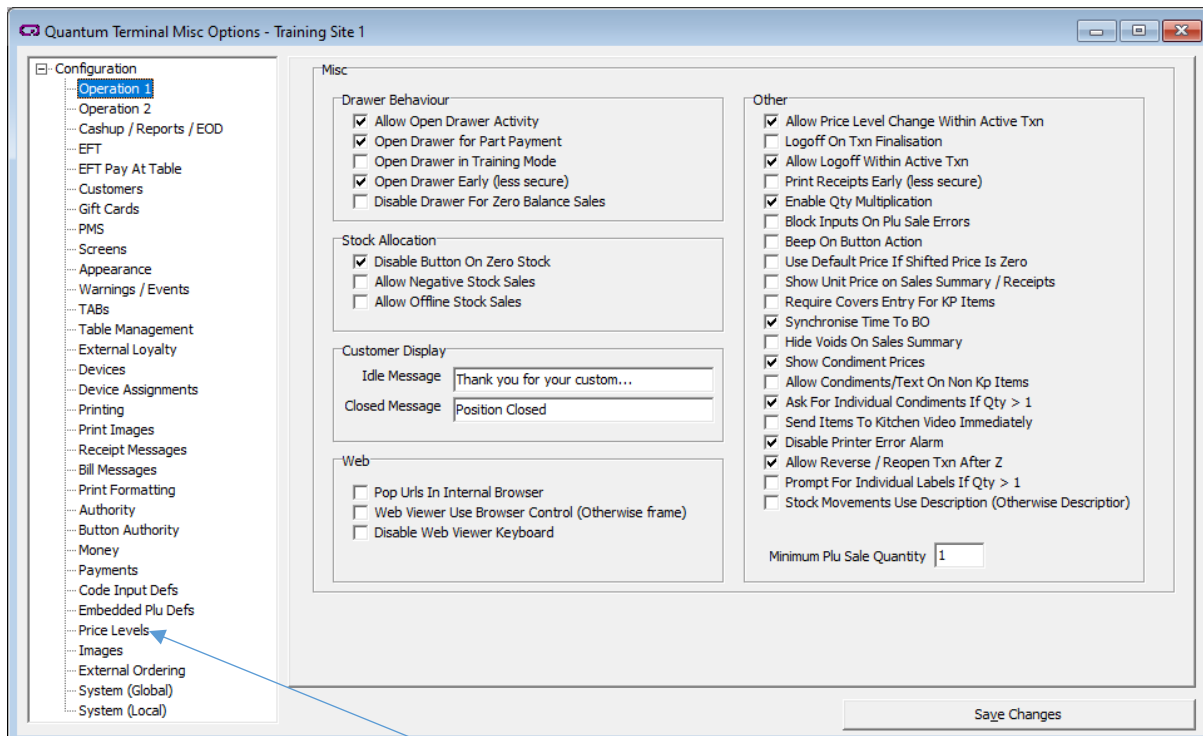 Quantum Terminal Misc Options - Training Site 1
Configuration
Operation 1
Operation 2
Cashup / Reports / EOD
EFT
EFT Pay At Table
Customers
Gift Cards
PMS
Screens
Appearance
Warnings / Events
TABs
Table Management
External Loyalty
Devices
Device Assignments
Printing
Print Images
Receipt Messages
Bill Messages
Print Formatting
Authority
Button Authority
Money
Payments
Code Input Defs
Embedded Plu Defs
Price Levels
Images
External Ordering
System (Global)
System (Local)
Misc
Drawer Behaviour
Allow Open Drawer Activity
Open Drawer for Part Payment
Open Drawer in Training Mode
Open Drawer Early (less secure)
Disable Drawer For Zero Balance Sales
Stock Allocation
Disable Button On Zero Stock
Allow Negative Stock Sales
Allow Offline Stock Sales
Customer Display
Idle Message Thank you for your custom...
Closed Message Position Closed
Web
Pop Urls In Internal Browser
Web Viewer Use Browser Control (Otherwise frame)
Disable Web Viewer Keyboard
Other
Allow Price Level Change Within Active Txn
Logoff On Txn Finalisation
Allow Logoff Within Active Txn
Print Receipts Early (less secure)
Enable Qty Multiplication
Block Inputs On Plu Sale Errors
Beep On Button Action
Use Default Price If Shifted Price Is Zero
Show Unit Price on Sales Summary / Receipts
Require Covers Entry For KP Items
Synchronise Time To BO
Hide Voids On Sales Summary
Show Condiment Prices
Allow Condiments/Text On Non Kp Items
Ask For Individual Condiments If Qty > 1
Send Items To Kitchen Video Immediately
Disable Printer Error Alarm
Allow Reverse / Reopen Txn After Z
Prompt For Individual Labels If Qty > 1
Stock Movements Use Description (Otherwise Descriptior)
Minimum Plu Sale Quantity 1
Save Changes